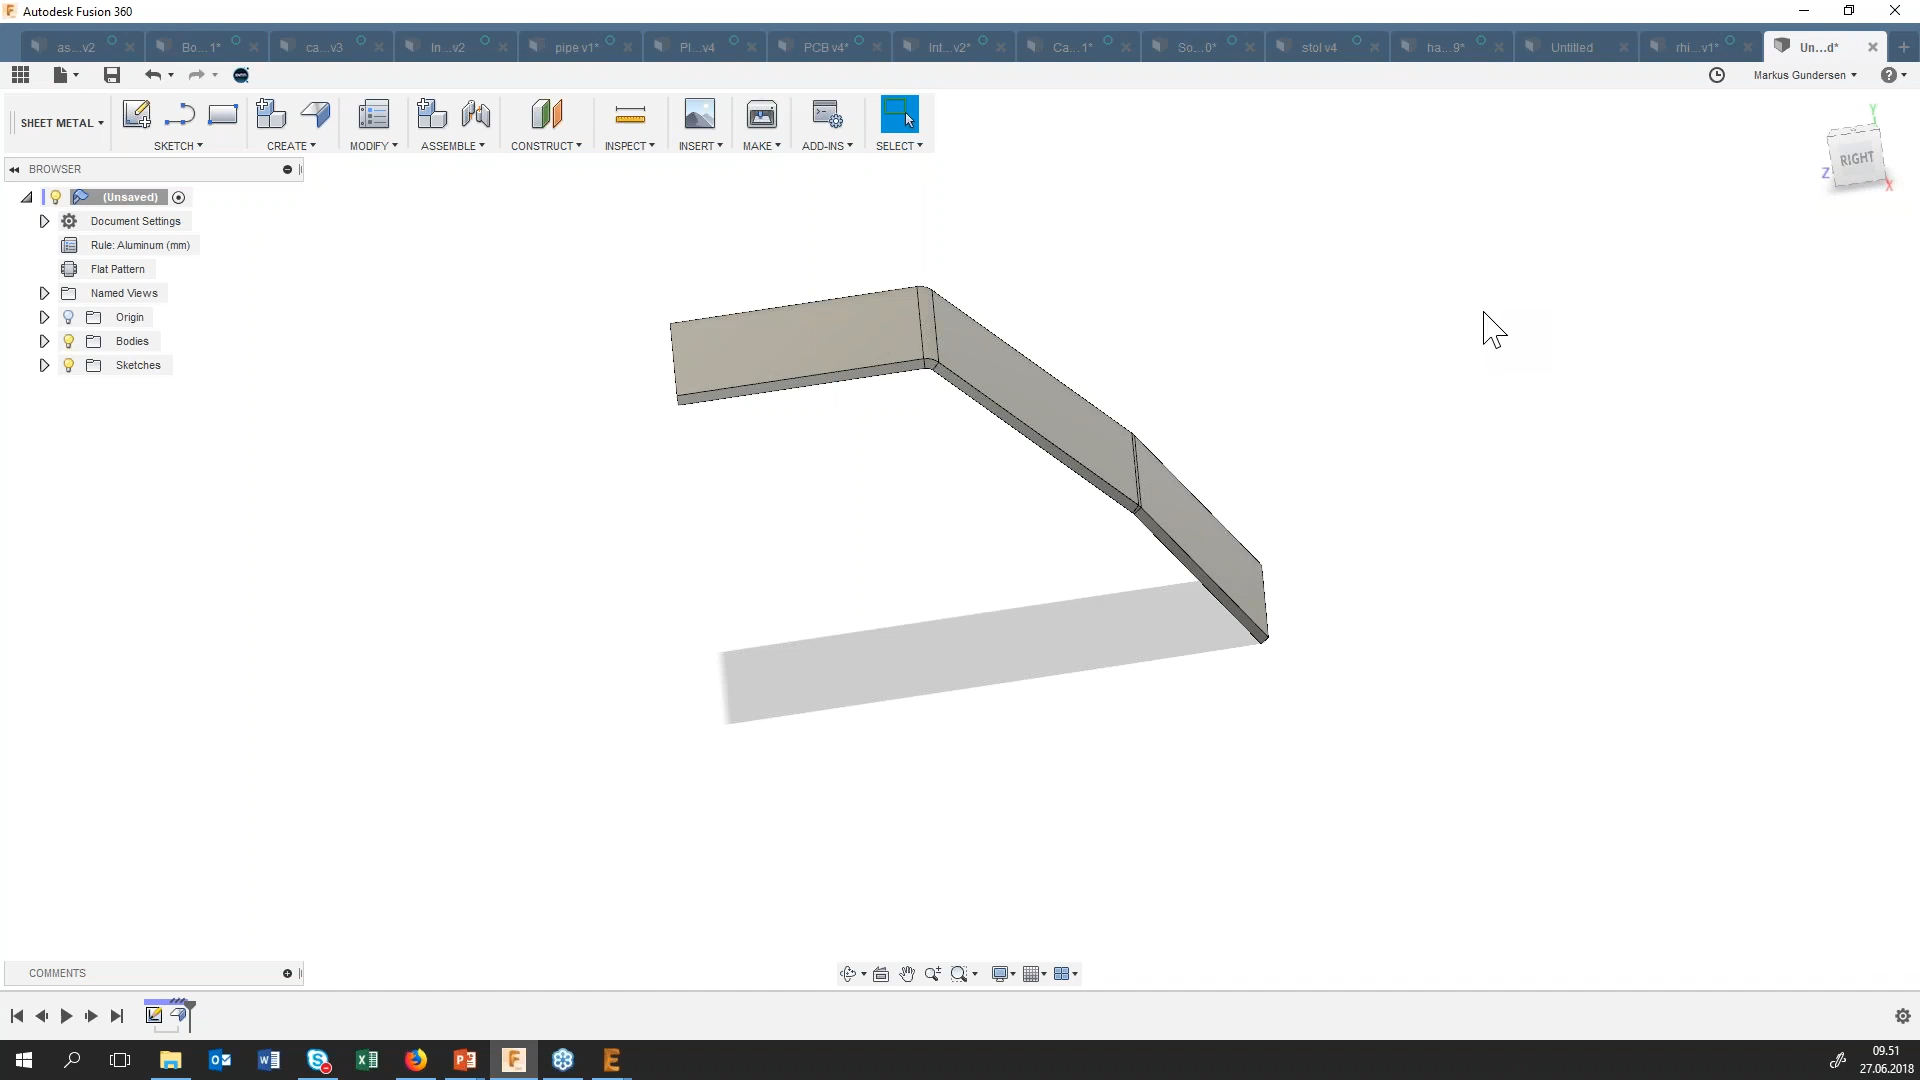 Autodesk Fusion 360
as...v2
Bo...1*
ca...v3
In...v2
pipe v1*
Pl...v4
PCB v4*
Int...v2*
Ca...1*
So...0*
stol v4
ha...9*
Untitled
rhi...v1*
Un...d*
Markus Gundersen
SHEET METAL
SKETCH
CREATE
MODIFY
ASSEMBLE
CONSTRUCT
INSPECT
INSERT
MAKE
ADD-INS
SELECT
Y
RIGHT
Z
X
BROWSER
(Unsaved)
Document Settings
Rule: Aluminum (mm)
Flat Pattern
Named Views
Origin
Bodies
Sketches
COMMENTS
09.51
27.06.2018